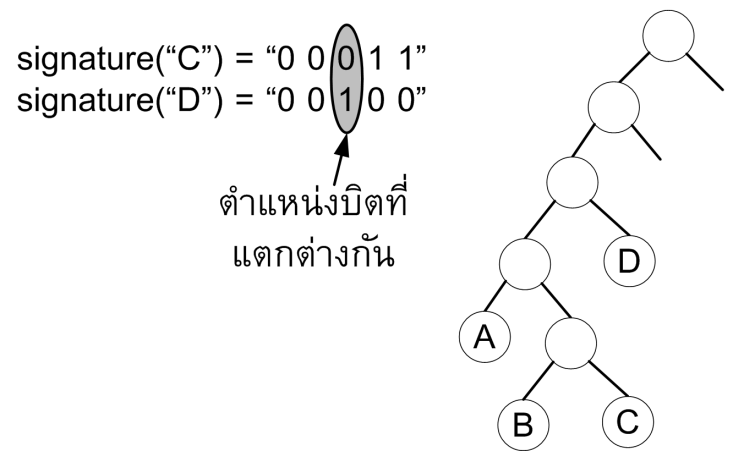 signature(“C”) = “0 0 0 1 1”
signature(“D”) = “0 0 1 0 0”
ตำแหน่งบิตที่
แตกต่างกัน
D
A
B
C